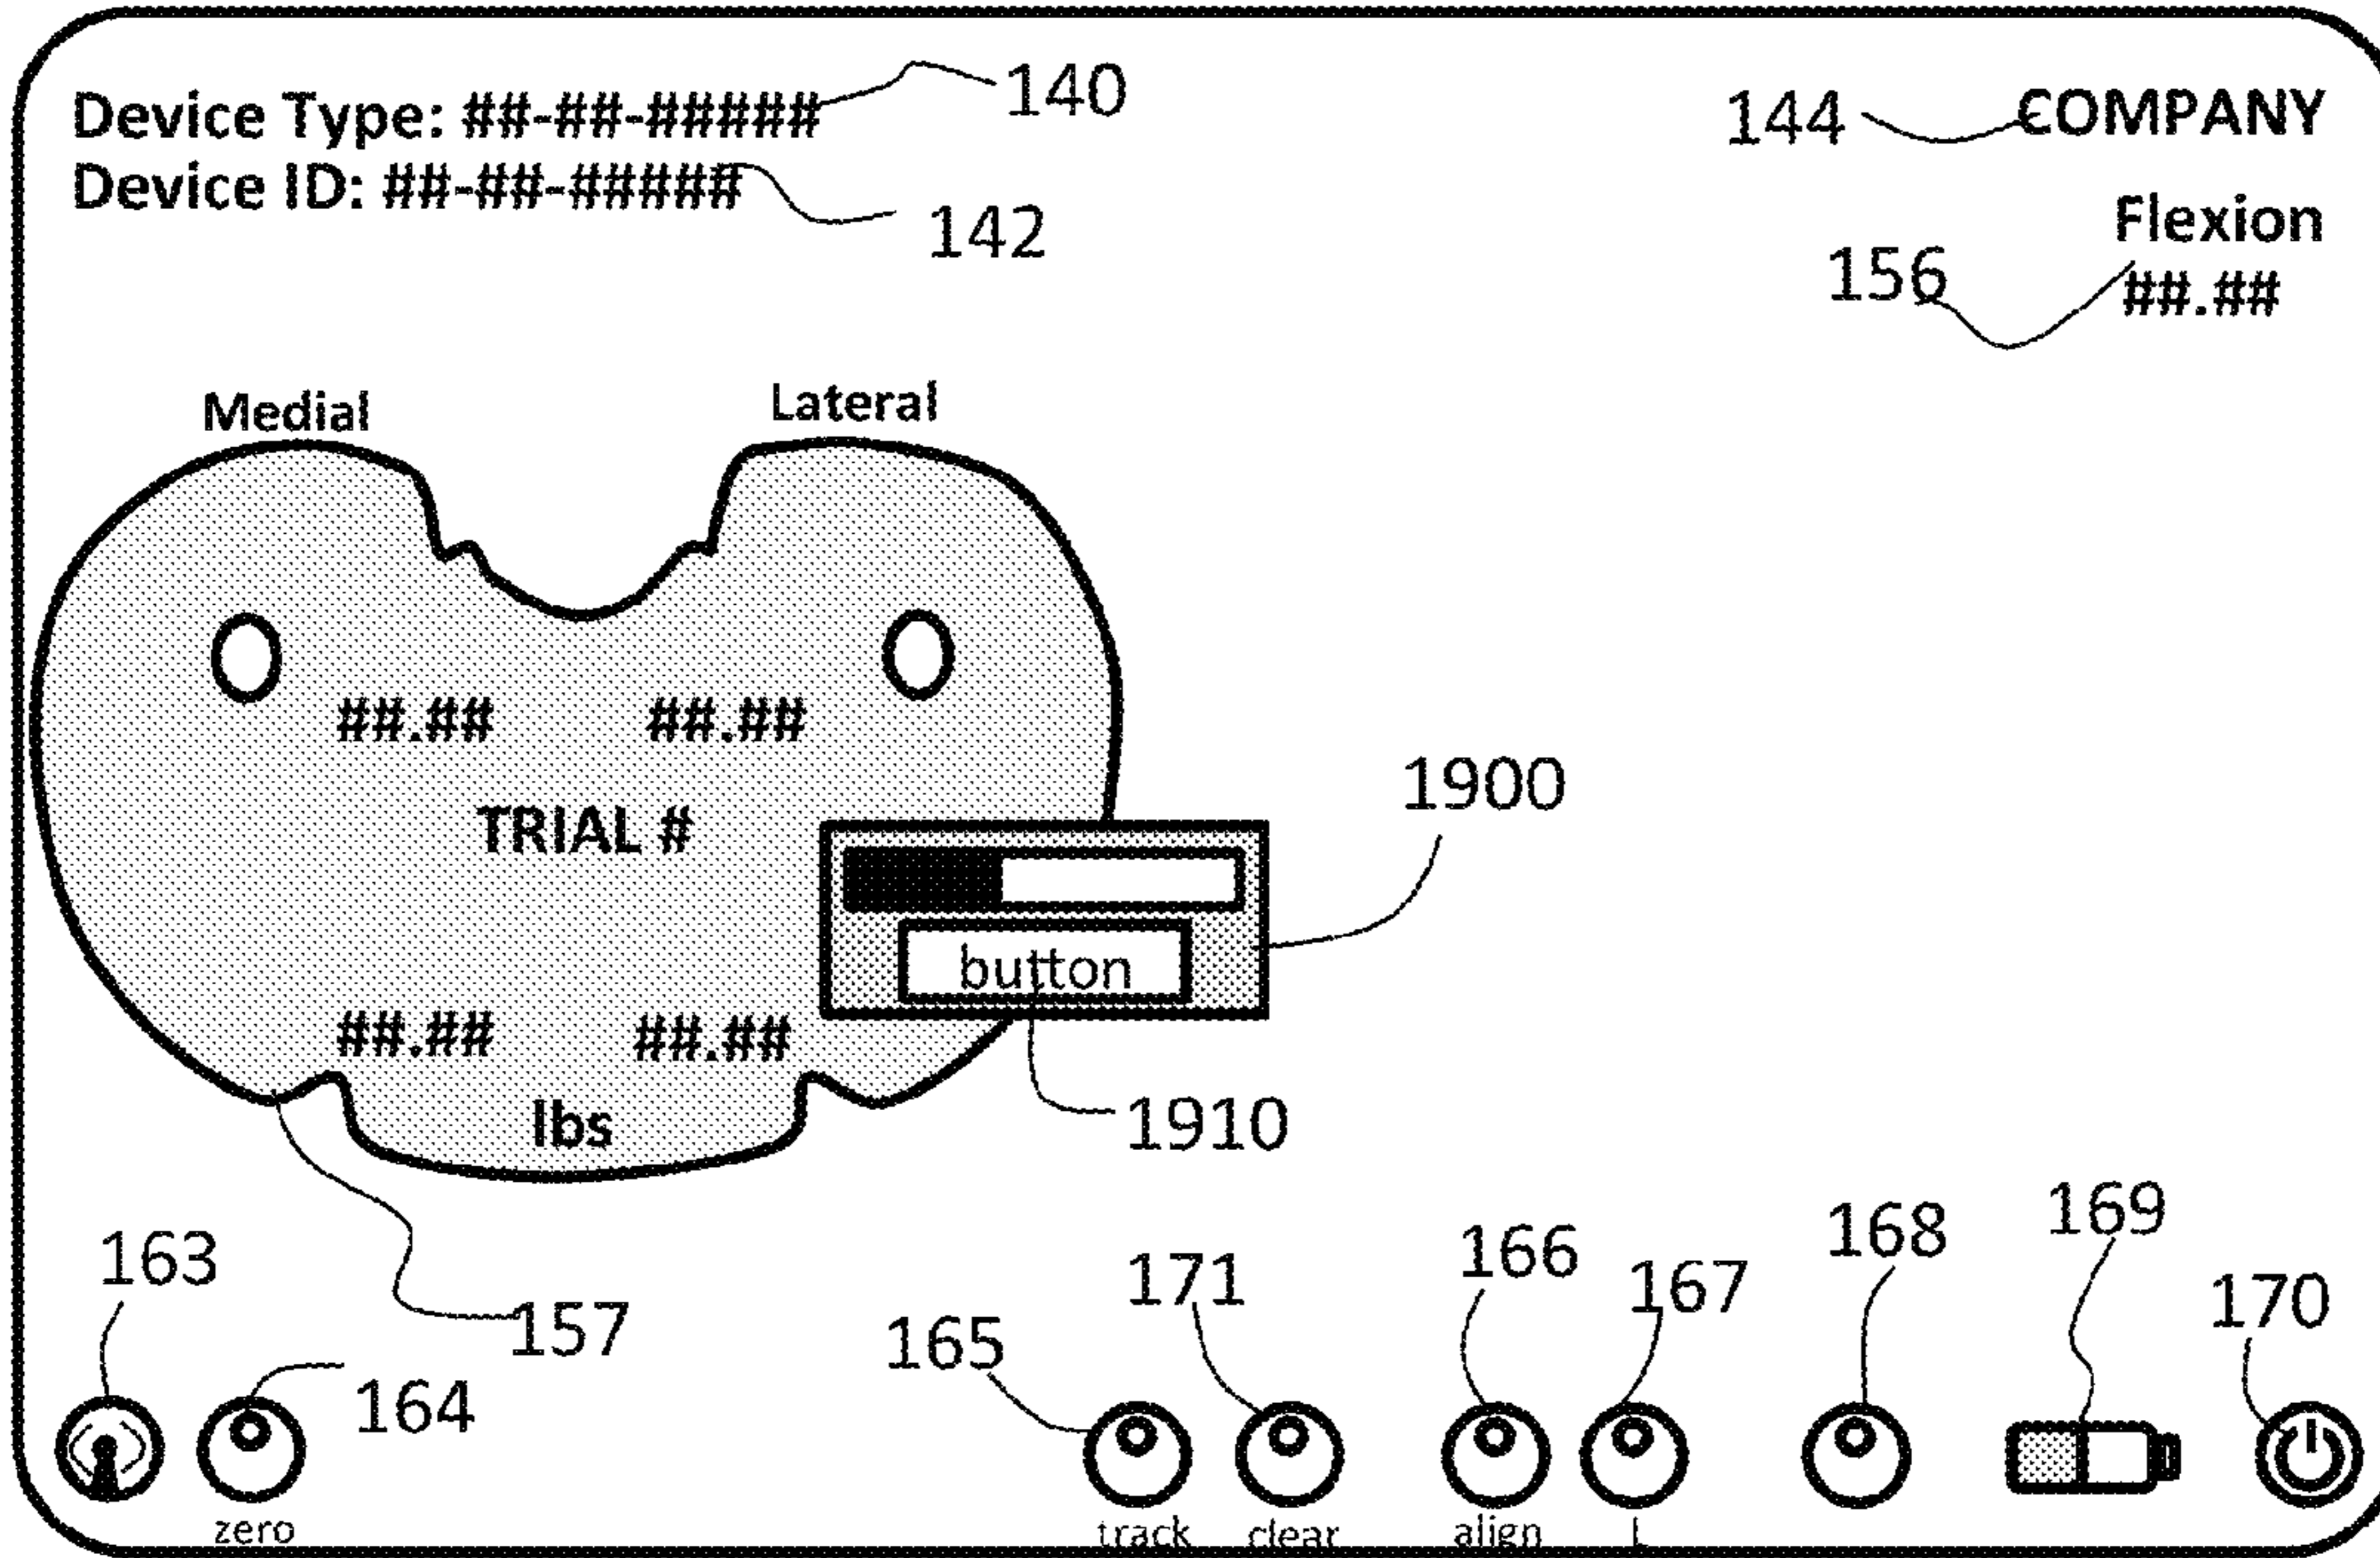 Device Type: ##-##-#####
140
144
COMPANY
Device ID: ##-##-#####
142
Flexion
156
##.##
Medial
Lateral
##.## ##.##
1900
TRIAL #
button
##.## ##.##
1910
lbs
163
157
164
165
171
166
167
168
169
170
zero
track
clear
align
L